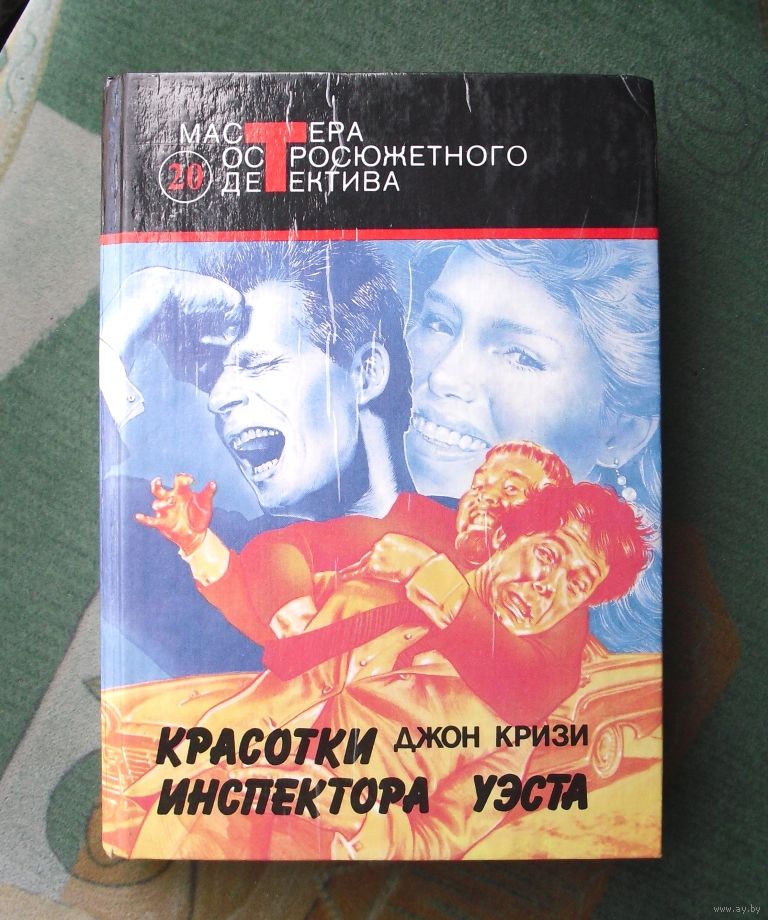 МАСТЕРА
20 ОСТРОСЮЖЕТНОГО
ДЕТЕКТИВА
КРАСОТКИ ДЖОН КРИЗИ
ИНСПЕКТОРА УЭСТА
www.ay.by